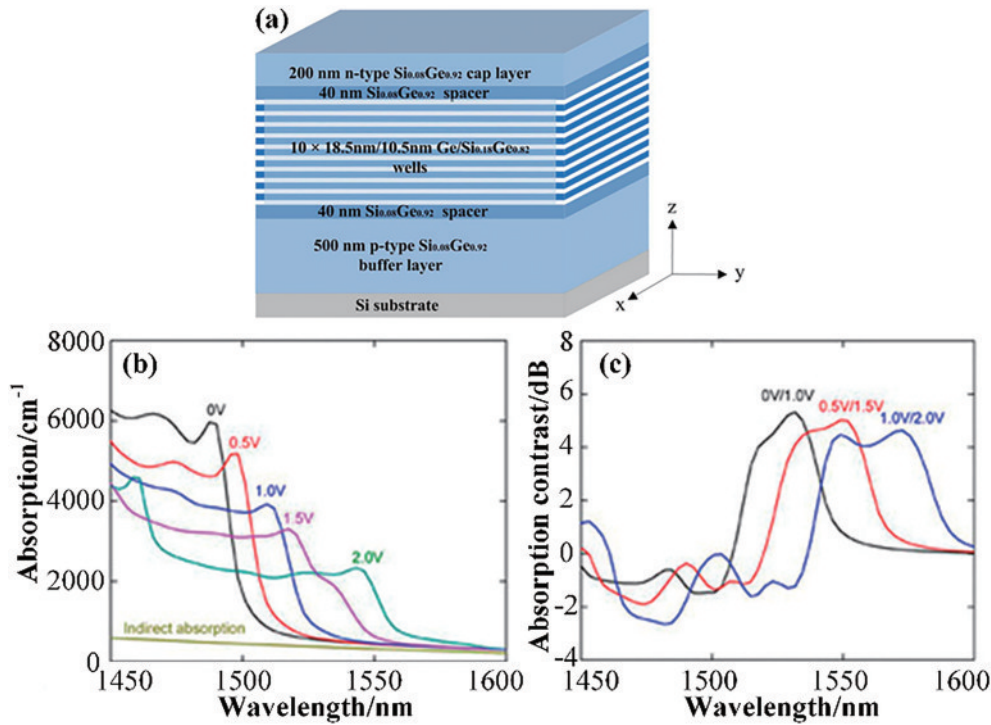 (a)
200 nm n-type Si0.08Ge0.92 cap layer
40 nm Si0.08Ge0.92 spacer
10 × 18.5nm/10.5nm Ge/Si0.18Ge0.82
wells
40 nm Si0.08Ge0.92 spacer
500 nm p-type Si0.08Ge0.92
buffer layer
Si substrate
z
y
x
(b)
Absorption/cm-1
8000
6000
4000
2000
0
0V
0.5V
1.0V
1.5V
2.0V
Indirect absorption
1450 1500 1550 1600
Wavelength/nm
(c)
Absorption contrast/dB
8
6
4
2
0
-2
-4
0V/1.0V
0.5V/1.5V
1.0V/2.0V
1450 1500 1550 1600
Wavelength/nm